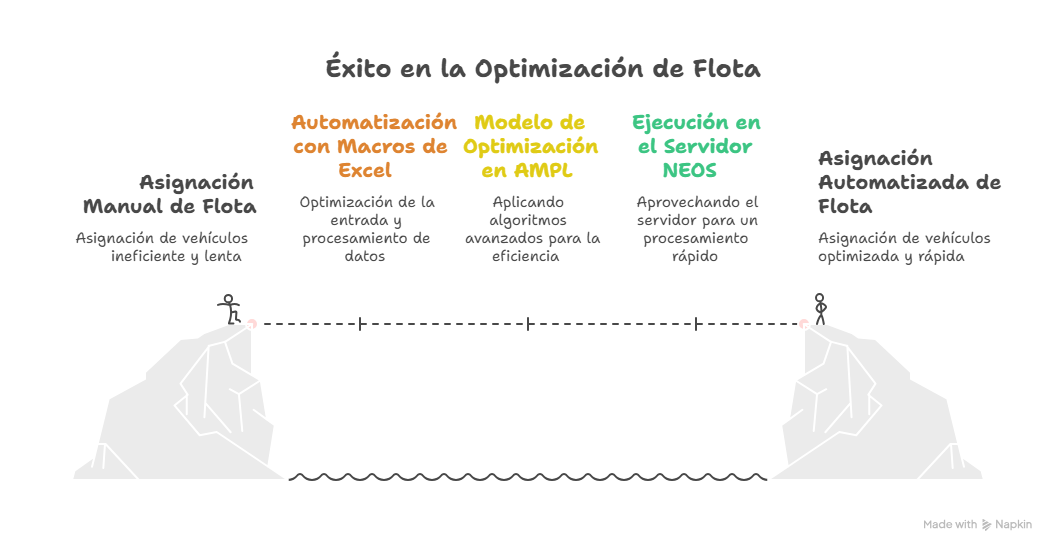 Éxito en la Optimización de Flota
Asignación
Manual de Flota
Asignación de vehículos
ineficiente y lenta
Automatización
con Macros de
Excel
Optimización de la
entrada y
procesamiento de
datos
Modelo de
Optimización
en AMPL
Aplicando
algoritmos
avanzados para la
eficiencia
Ejecución en
el Servidor
NEOS
Aprovechando el
servidor para un
procesamiento
rápido
Asignación
Automatizada de
Flota
Asignación de vehículos
optimizada y rápida
Made with Napkin